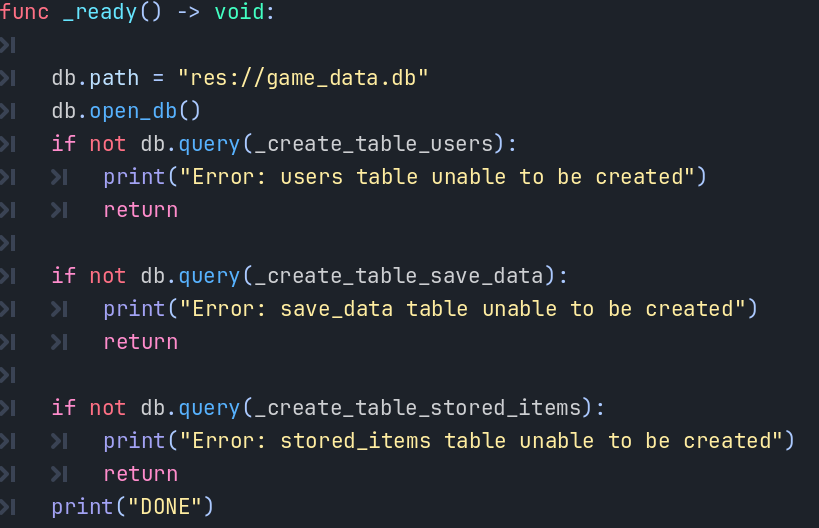 func _ready() -> void:
db.path = "res://game_data.db"
db.open_db()
if not db.query(_create_table_users):
print("Error: users table unable to be created")
return
if not db.query(_create_table_save_data):
print("Error: save_data table unable to be created")
return
if not db.query(_create_table_stored_items):
print("Error: stored_items table unable to be created")
return
print("DONE")